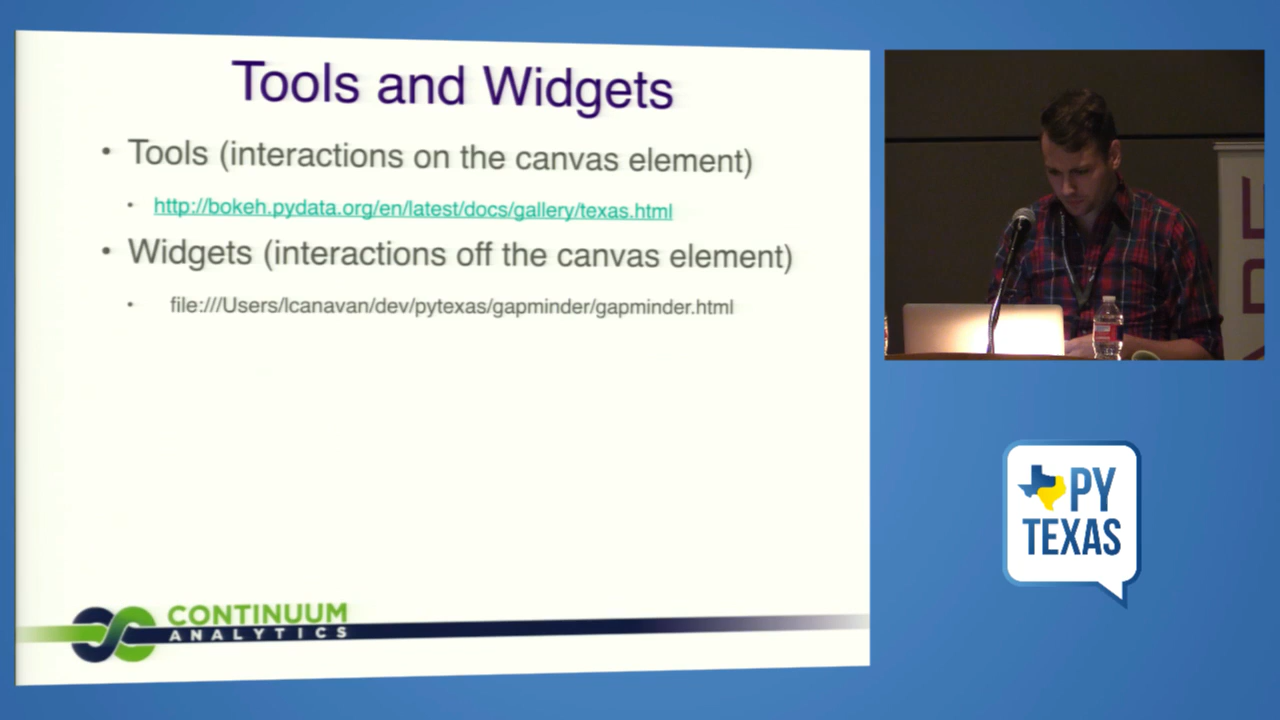 Tools and Widgets
• Tools (interactions on the canvas element)
• http://bokeh.pydata.org/en/latest/docs/gallery/texas.html
• Widgets (interactions off the canvas element)
• file:///Users/lcanavan/dev/pytexas/gapminder/gapminder.html
CONTINUUM
ANALYTICS
PY
TEXAS